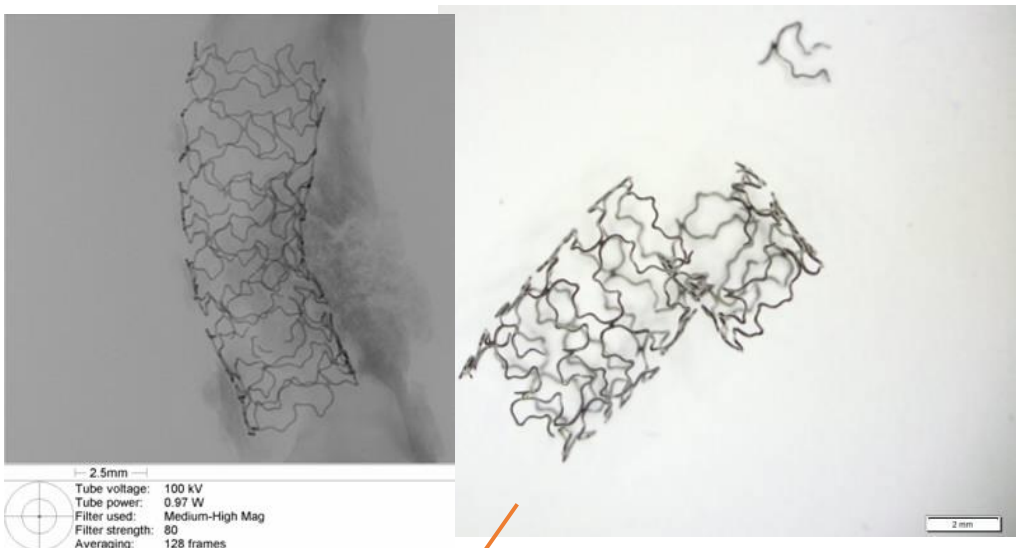 2.5mm
Tube voltage: 100 kV
Tube power: 0.97 W
Filter used: Medium-High Mag
Filter strength: 80
Averaging: 128 frames
2 mm